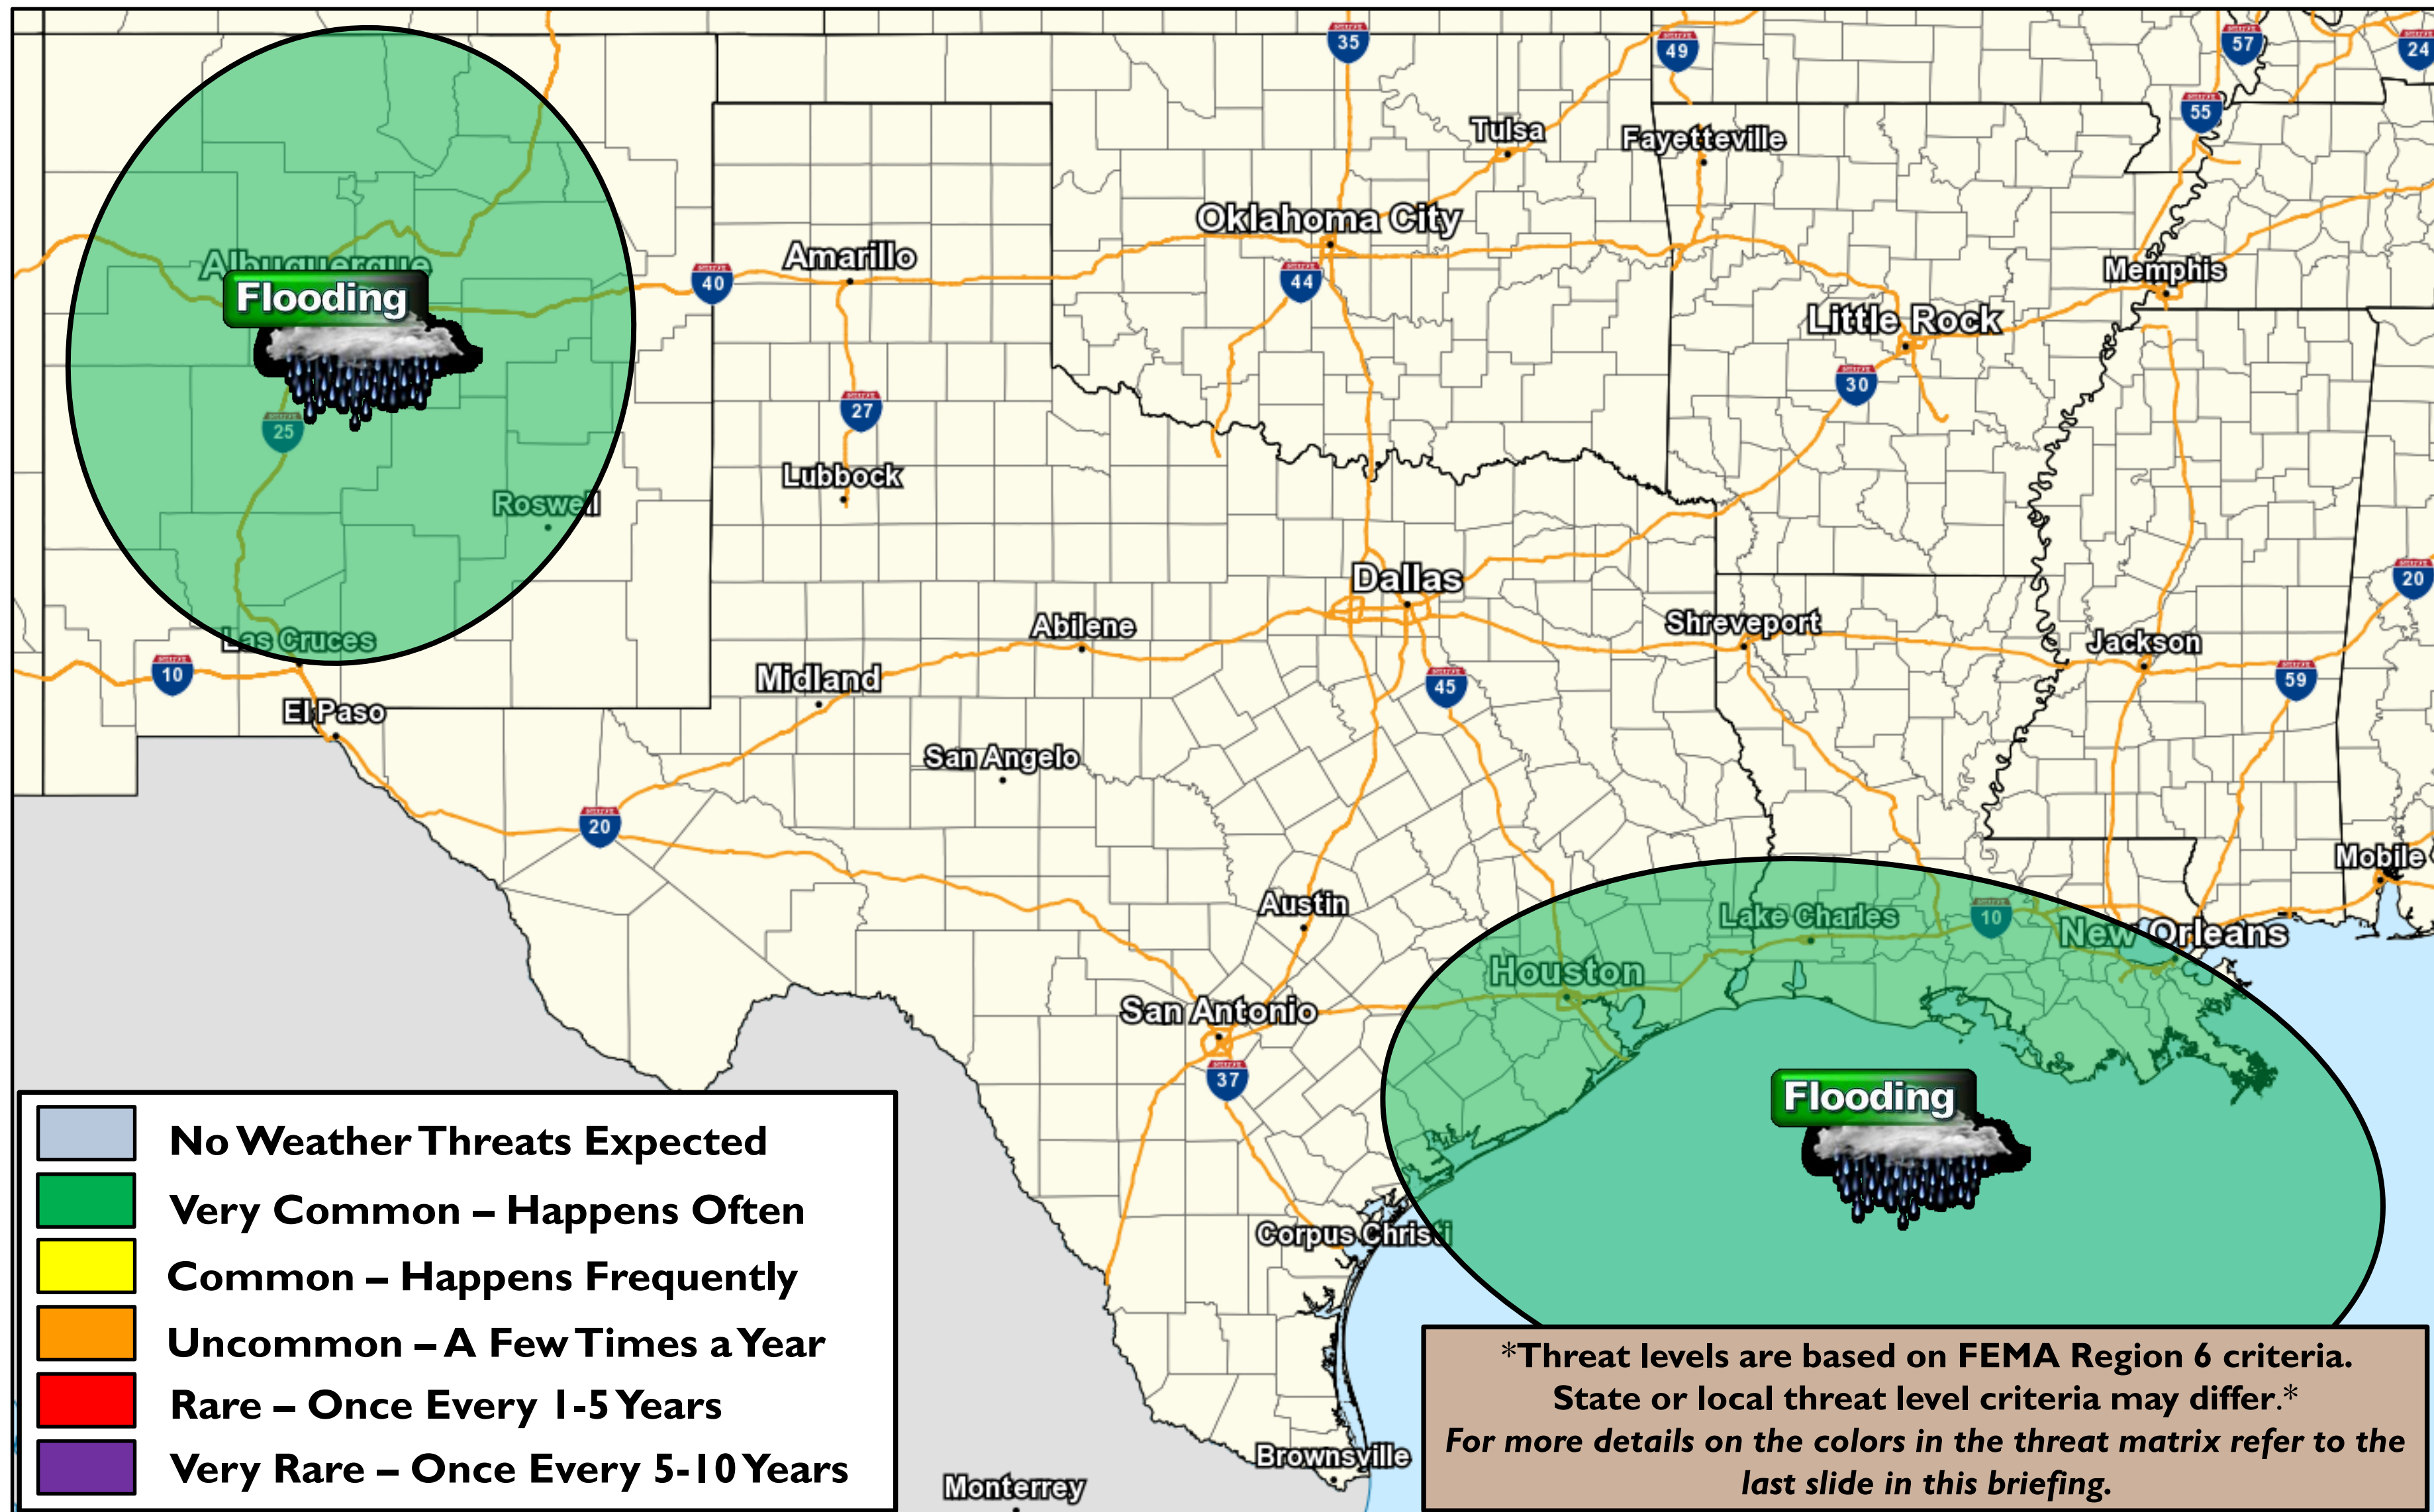 35
49
57
24
55
Tulsa
Fayetteville
Oklahoma City
Albuquerque
Amarillo
40
44
Memphis
Flooding
Little Rock
30
27
25
Lubbock
Roswell
Dallas
20
Abilene
Shreveport
Las Cruces
Jackson
10
Midland
45
59
El Paso
San Angelo
20
Mobile
Austin
Lake Charles
10
New Orleans
Houston
San Antonio
37
Flooding
Corpus Christi
Brownsville
Monterrey
No Weather Threats Expected
Very Common – Happens Often
Common – Happens Frequently
Uncommon – A Few Times a Year
Rare – Once Every 1-5 Years
Very Rare – Once Every 5-10 Years
*Threat levels are based on FEMA Region 6 criteria.
State or local threat level criteria may differ.*
For more details on the colors in the threat matrix refer to the
last slide in this briefing.